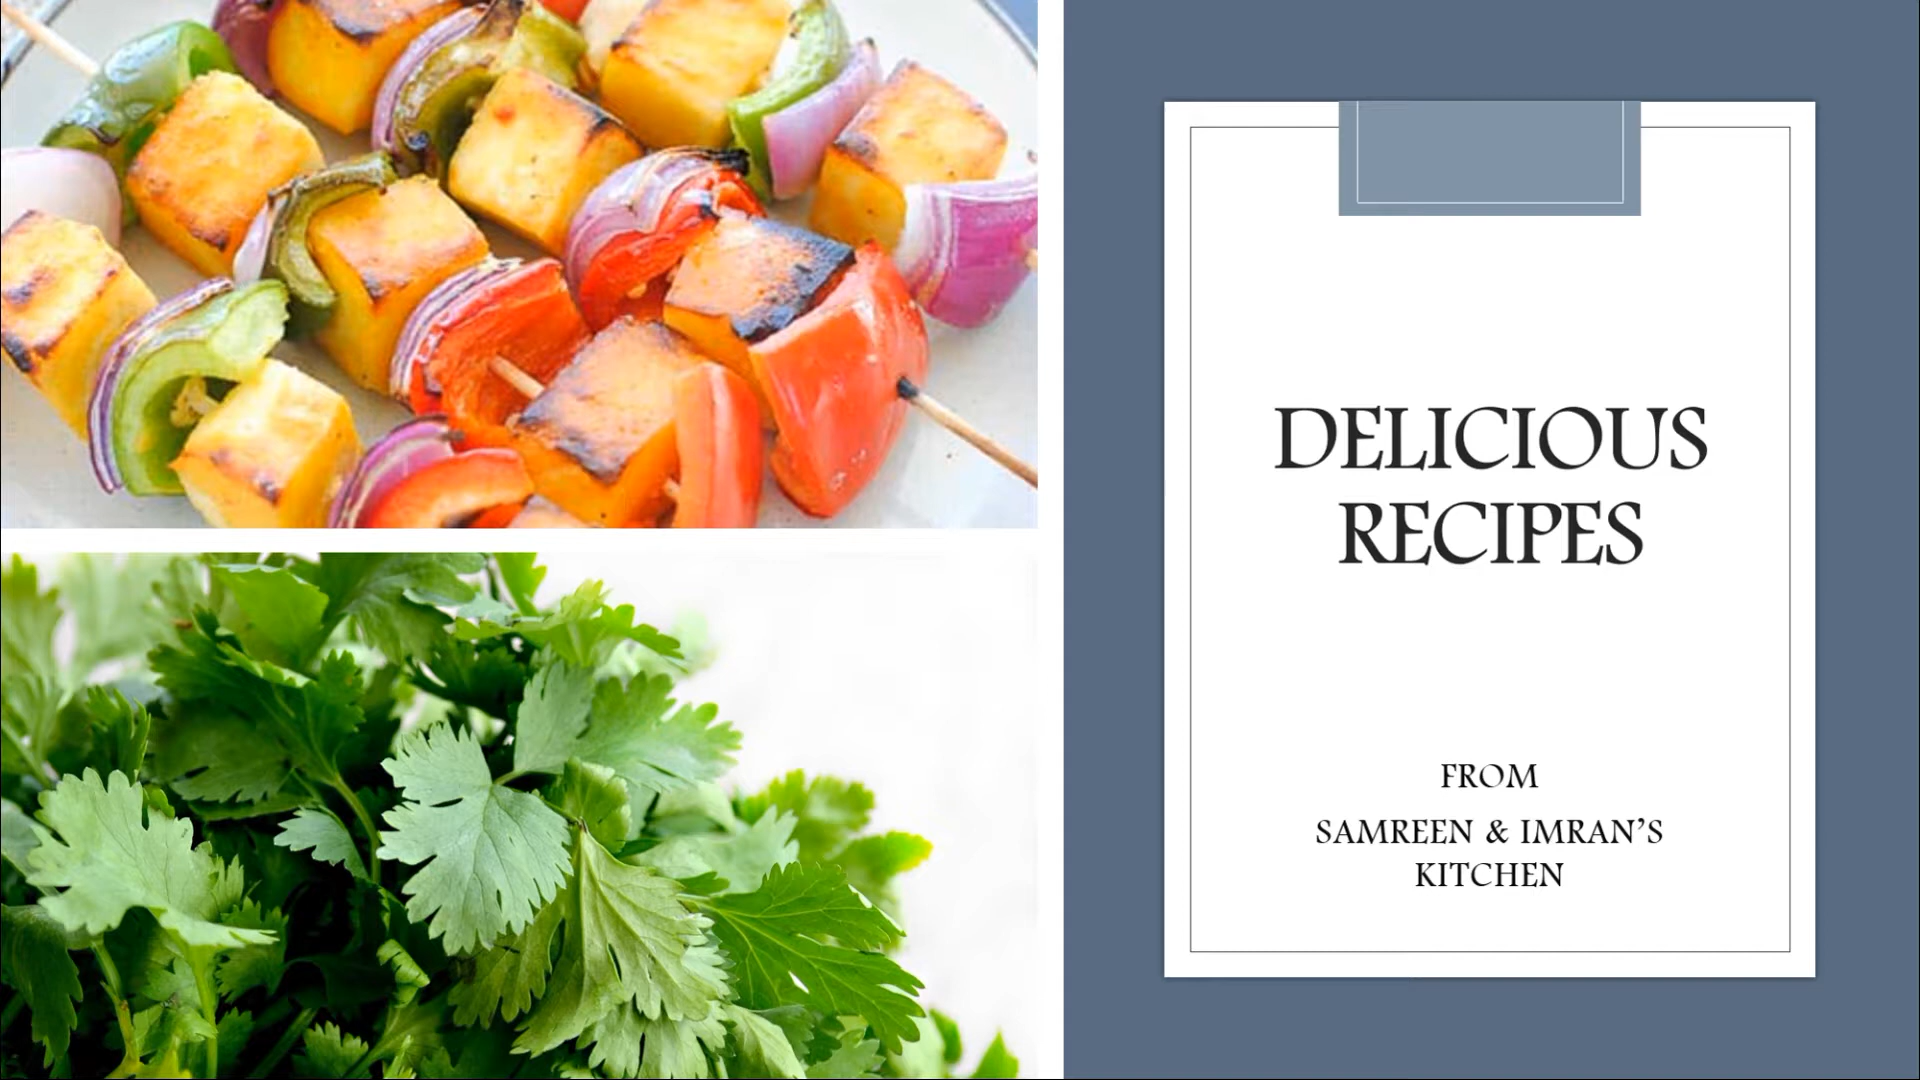 DELICIOUS
RECIPES
FROM
SAMREEN & IMRAN’S
KITCHEN